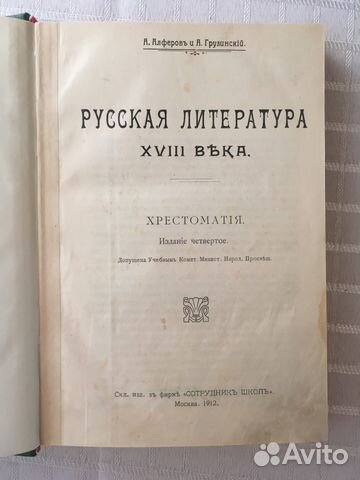 А. Алферовъ и А. Грузинскій.
РУССКАЯ ЛИТЕРАТУРА
XVIII ВѢКА.
ХРЕСТОМАТІЯ.
Изданіе четвертое.
Допущена Учебнымъ Комит. Минист. Народ. Просвѣщ.
Скл. изд. въ фирмѣ «СОТРУДНИКЪ ШКОЛЪ».
Москва. 1912.
Avito